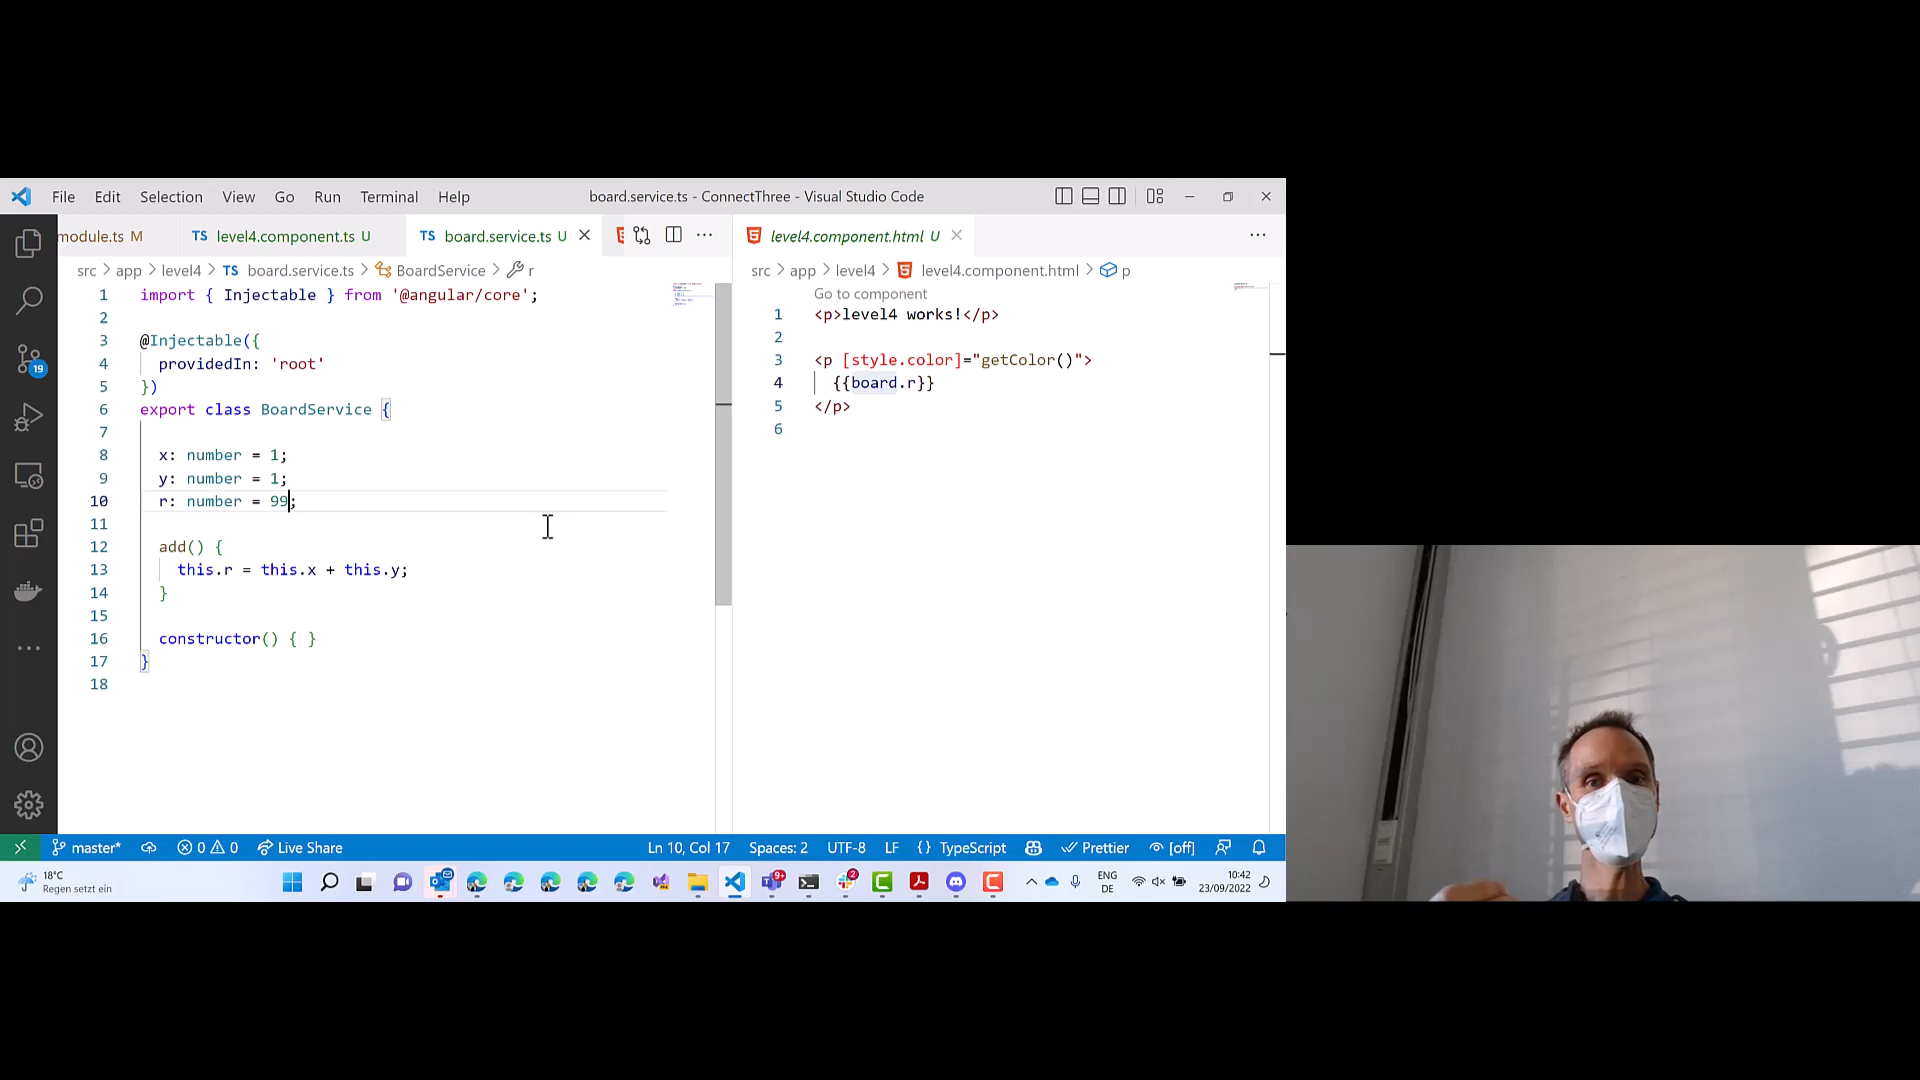 File Edit Selection View Go Run Terminal Help board.service.ts - ConnectThree - Visual Studio Code
module.ts M TS level4.component.ts U TS board.service.ts U
src > app > level4 > TS board.service.ts > BoardService > r
1 import { Injectable } from '@angular/core';
2
3 @Injectable({
4 providedIn: 'root'
5 })
6 export class BoardService {
7
8 x: number = 1;
9 y: number = 1;
10 r: number = 99;
11
12 add() {
13 this.r = this.x + this.y;
14 }
15
16 constructor() { }
17 }
18
level4.component.html U
src > app > level4 > level4.component.html > p
Go to component
1 <p>level4 works!</p>
2
3 <p [style.color]="getColor()">
4 {{board.r}}
5 </p>
6
19
master* 0 0 Live Share Ln 10, Col 17 Spaces: 2 UTF-8 LF {} TypeScript Prettier [off]
18°C
Regen setzt ein
9+
2
ENG
DE
10:42
23/09/2022